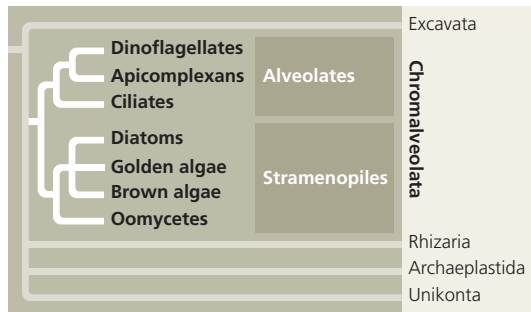 Excavata
Dinoflagellates
Apicomplexans
Ciliates
Alveolates
Diatoms
Golden algae
Brown algae
Oomycetes
Stramenopiles
Chromalveolata
Rhizaria
Archaeplastida
Unikonta